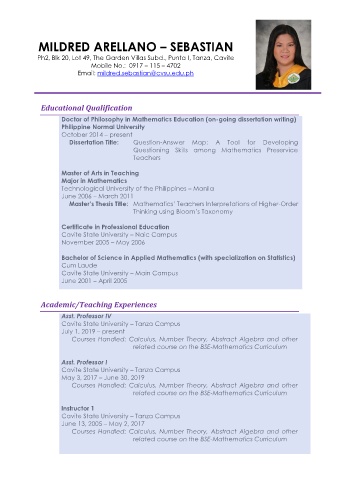 MILDRED ARELLANO – SEBASTIAN
Ph2, Blk 20, Lot 49, The Garden Villas Subd., Punta I, Tanza, Cavite
Mobile No.: 0917 – 115 – 4702
Email: mildred.sebastian@cvsu.edu.ph
Educational Qualification
Doctor of Philosophy in Mathematics Education (on-going dissertation writing)
Philippine Normal University
October 2014 – present
Dissertation Title: Question-Answer Map: A Tool for Developing
Questioning Skills among Mathematics Preservice
Teachers
Master of Arts in Teaching
Major in Mathematics
Technological University of the Philippines – Manila
June 2006 – March 2011
Master's Thesis Title: Mathematics' Teachers Interpretations of Higher-Order
Thinking using Bloom's Taxonomy
Certificate in Professional Education
Cavite State University – Naic Campus
November 2005 – May 2006
Bachelor of Science in Applied Mathematics (with specialization on Statistics)
Cum Laude
Cavite State University – Main Campus
June 2001 – April 2005
Academic/Teaching Experiences
Asst. Professor IV
Cavite State University – Tanza Campus
July 1, 2019 – present
Courses Handled: Calculus, Number Theory, Abstract Algebra and other
related course on the BSE-Mathematics Curriculum
Asst. Professor I
Cavite State University – Tanza Campus
May 3, 2017 – June 30, 2019
Courses Handled: Calculus, Number Theory, Abstract Algebra and other
related course on the BSE-Mathematics Curriculum
Instructor 1
Cavite State University – Tanza Campus
June 13, 2005 – May 2, 2017
Courses Handled: Calculus, Number Theory, Abstract Algebra and other
related course on the BSE-Mathematics Curriculum